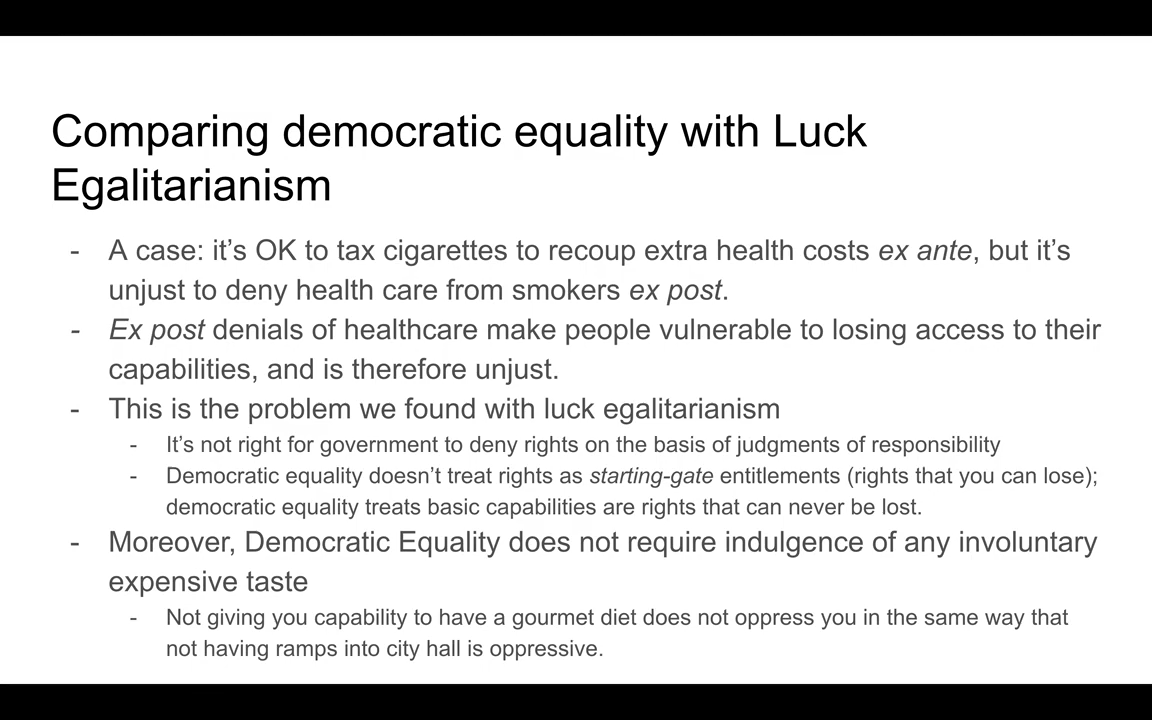 Comparing democratic equality with Luck
Egalitarianism
- A case: it’s OK to tax cigarettes to recoup extra health costs ex ante, but it’s
unjust to deny health care from smokers ex post.
- Ex post denials of healthcare make people vulnerable to losing access to their
capabilities, and is therefore unjust.
- This is the problem we found with luck egalitarianism
- It’s not right for government to deny rights on the basis of judgments of responsibility
- Democratic equality doesn’t treat rights as starting-gate entitlements (rights that you can lose);
democratic equality treats basic capabilities are rights that can never be lost.
- Moreover, Democratic Equality does not require indulgence of any involuntary
expensive taste
- Not giving you capability to have a gourmet diet does not oppress you in the same way that
not having ramps into city hall is oppressive.